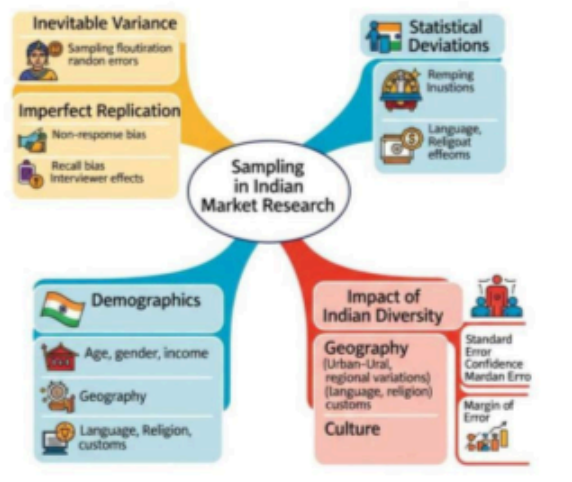 Inevitable Variance
Sampling floutiration
randon errors
Imperfect Replication
Non-response bias
Recall bias
Interviewer effects
Statistical
Deviations
Remping
Inustions
Language,
Religoat
effeoms
Sampling
in Indian
Market Research
Demographics
Age, gender, income
Geography
Language, Religion,
customs
Impact of
Indian Diversity
Geography
(Urban-Ural,
regional variations)
(language, religion)
customs
Culture
Standard
Error
Confidence
Mardan Erro
Margin of
Error